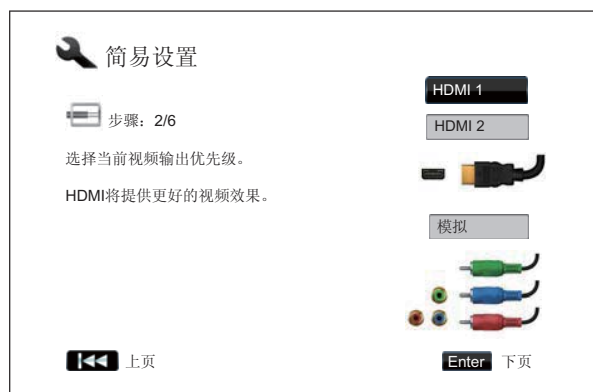 简易设置
步骤：2/6
选择当前视频输出优先级。
HDMI将提供更好的视频效果。
HDMI 1
HDMI 2
模拟
上页
Enter 下页